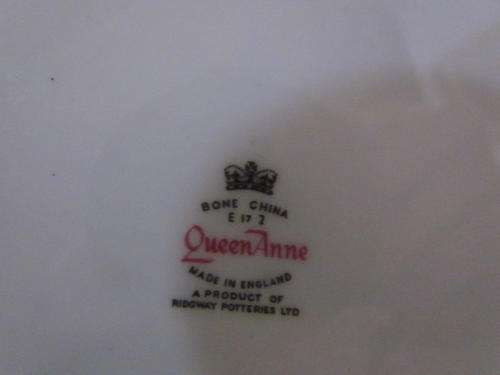 BONE CHINA
E 17 2
Queen Anne
MADE IN ENGLAND
A PRODUCT OF
RIDGWAY POTTERIES LTD